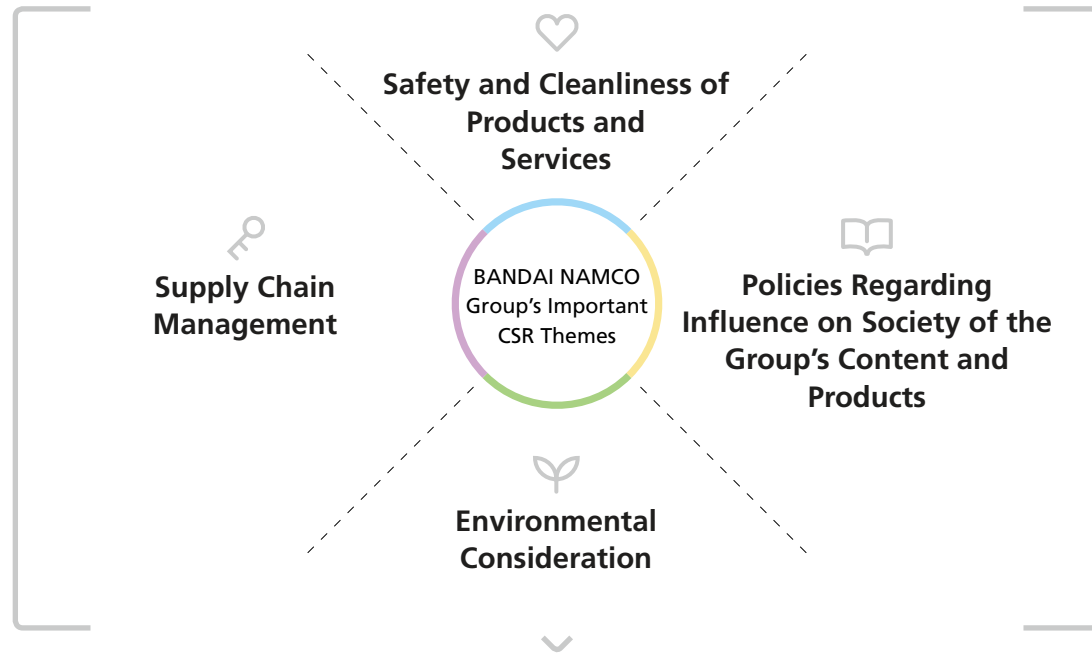 Safety and Cleanliness of
Products and
Services
Supply Chain
Management
BANDAI NAMCO
Group's Important
CSR Themes
Policies Regarding
Influence on Society of the
Group's Content and
Products
Environmental
Consideration